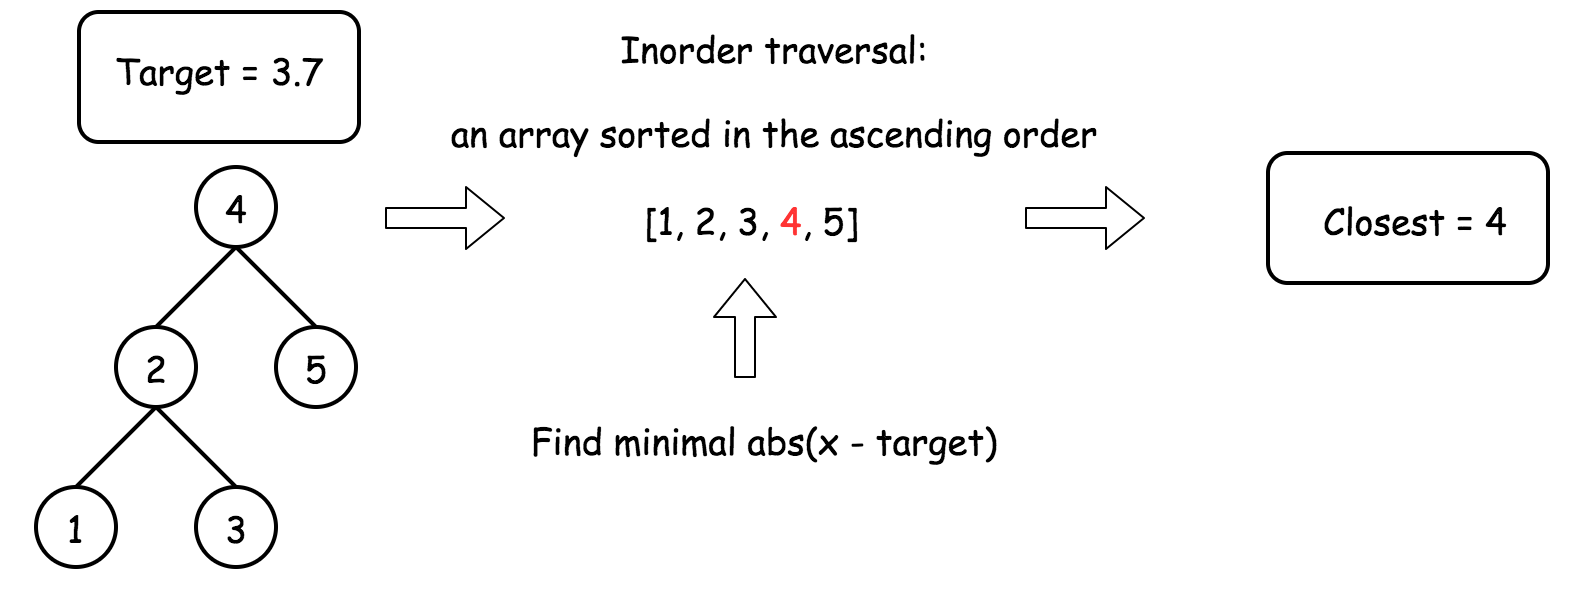 Target = 3.7
Inorder traversal:
an array sorted in the ascending order
4
[1, 2, 3, 4, 5]
Closest = 4
2
5
Find minimal abs(x - target)
1
3